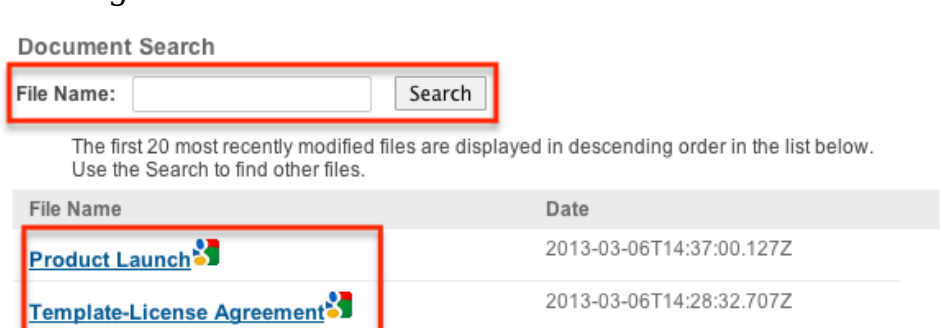 Document Search
File Name: Search
The first 20 most recently modified files are displayed in descending order in the list below.
Use the Search to find other files.
File Name Date
Product Launch 2013-03-06T14:37:00.127Z
Template-License Agreement 2013-03-06T14:28:32.707Z